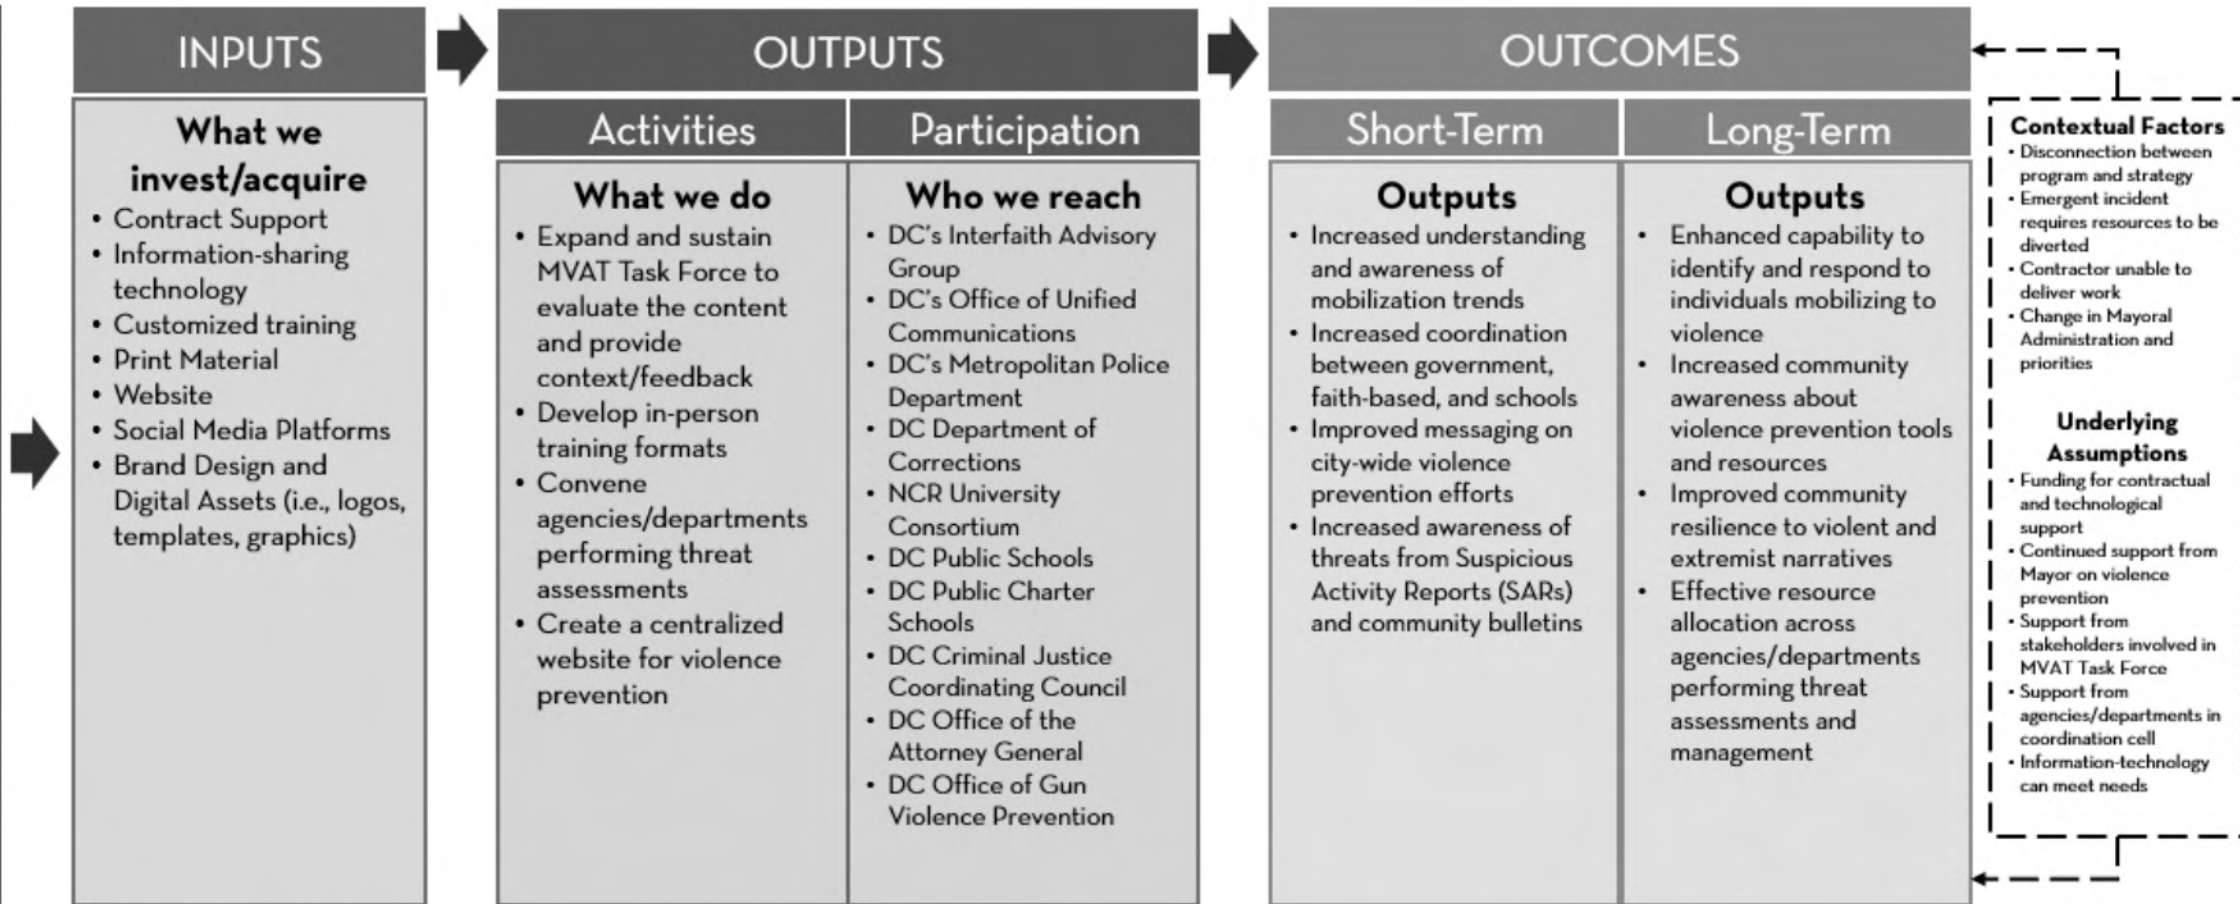 INPUTS
What we
invest/acquire
• Contract Support
• Information-sharing
technology
• Customized training
• Print Material
• Website
• Social Media Platforms
• Brand Design and
Digital Assets (i.e., logos,
templates, graphics)
OUTPUTS
Activities
What we do
• Expand and sustain
MVAT Task Force to
evaluate the content
and provide
context/feedback
• Develop in-person
training formats
• Convene
agencies/departments
performing threat
assessments
• Create a centralized
website for violence
prevention
Participation
Who we reach
• DC's Interfaith Advisory
Group
• DC's Office of Unified
Communications
• DC's Metropolitan Police
Department
• DC Department of
Corrections
• NCR University
Consortium
• DC Public Schools
• DC Public Charter
Schools
• DC Criminal Justice
Coordinating Council
• DC Office of the
Attorney General
• DC Office of Gun
Violence Prevention
OUTCOMES
Short-Term
Outputs
• Increased understanding
and awareness of
mobilization trends
• Increased coordination
between government,
faith-based, and schools
• Improved messaging on
city-wide violence
prevention efforts
• Increased awareness of
threats from Suspicious
Activity Reports (SARs)
and community bulletins
Long-Term
Outputs
• Enhanced capability to
identify and respond to
individuals mobilizing to
violence
• Increased community
awareness about
violence prevention tools
and resources
• Improved community
resilience to violent and
extremist narratives
• Effective resource
allocation across
agencies/departments
performing threat
assessments and
management
Contextual Factors
• Disconnection between
program and strategy
• Emergent incident
requires resources to be
diverted
• Contractor unable to
deliver work
• Change in Mayoral
Administration and
priorities
Underlying
Assumptions
• Funding for contractual
and technological
support
• Continued support from
Mayor on violence
prevention
• Support from
stakeholders involved in
MVAT Task Force
• Support from
agencies/departments in
coordination cell
• Information-technology
can meet needs